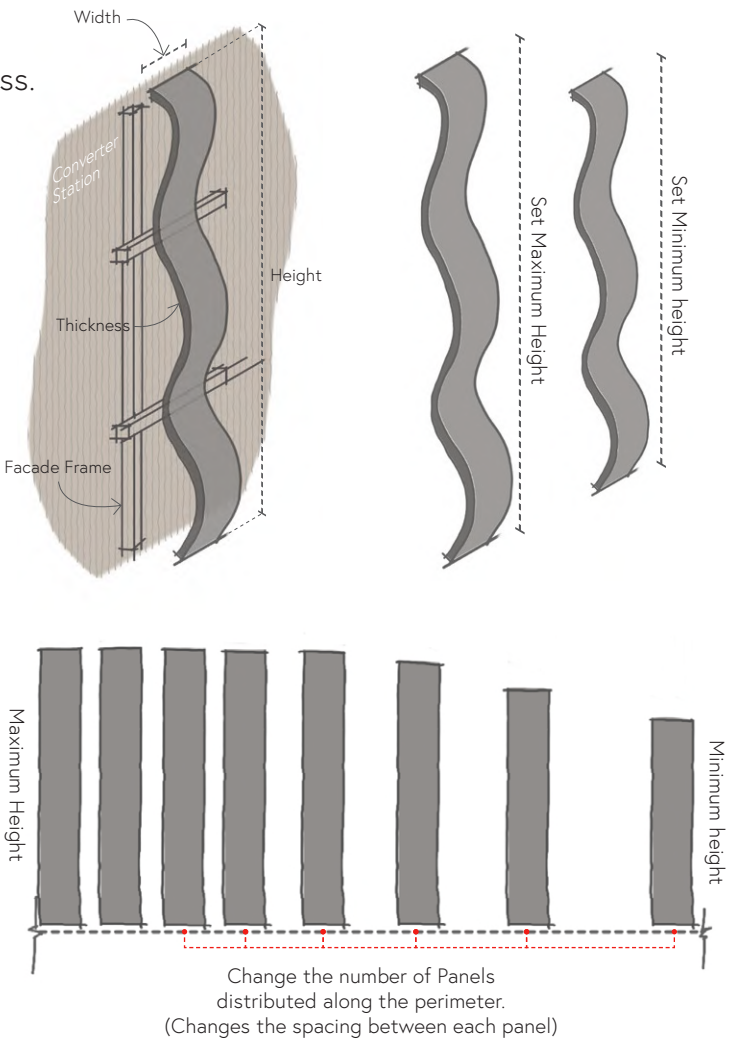 Width
ss.
Converter
Station
Height
Thickness
Facade Frame
Set Maximum Height
Set Minimum height
Maximum Height
Minimum height
Change the number of Panels
distributed along the perimeter.
(Changes the spacing between each panel)